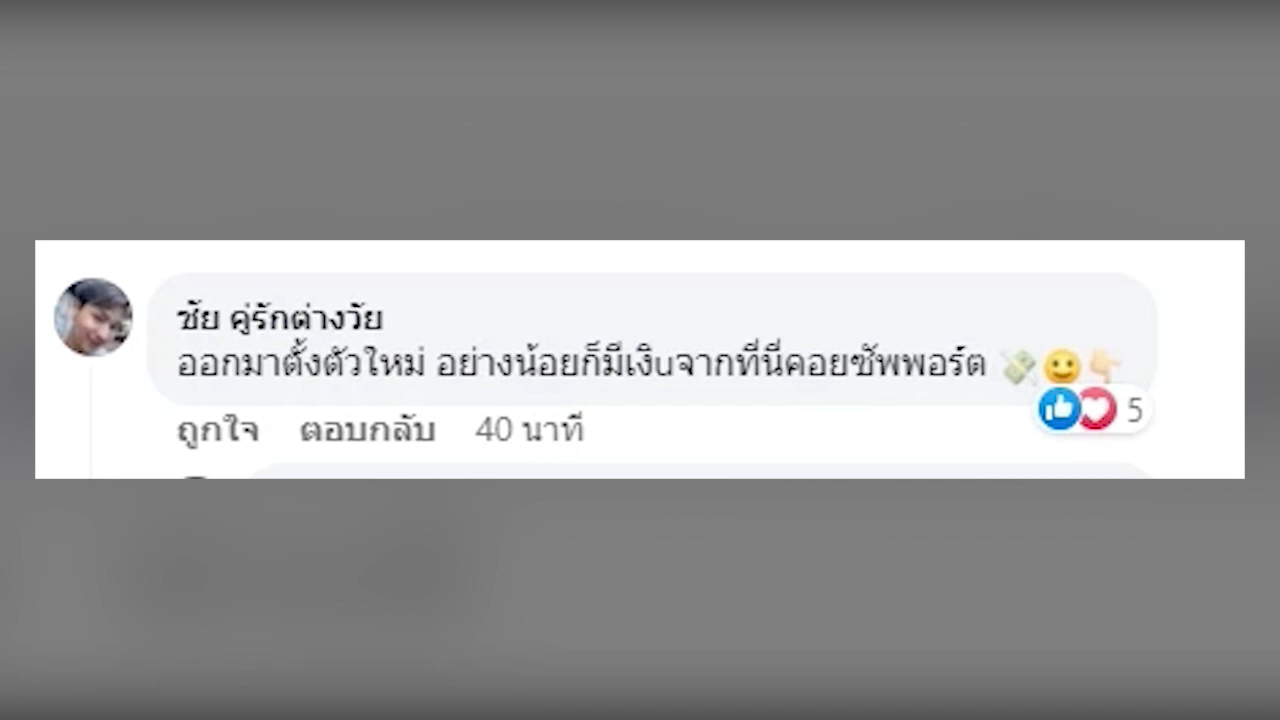 ชัย คู่รักต่างวัย
ออกมาตั้งตัวใหม่ อย่างน้อยก็มีเงิuจากที่นี่คอยซัพพอร์ต 💸🙂👇🏻
5
ถูกใจ ตอบกลับ 40 นาที